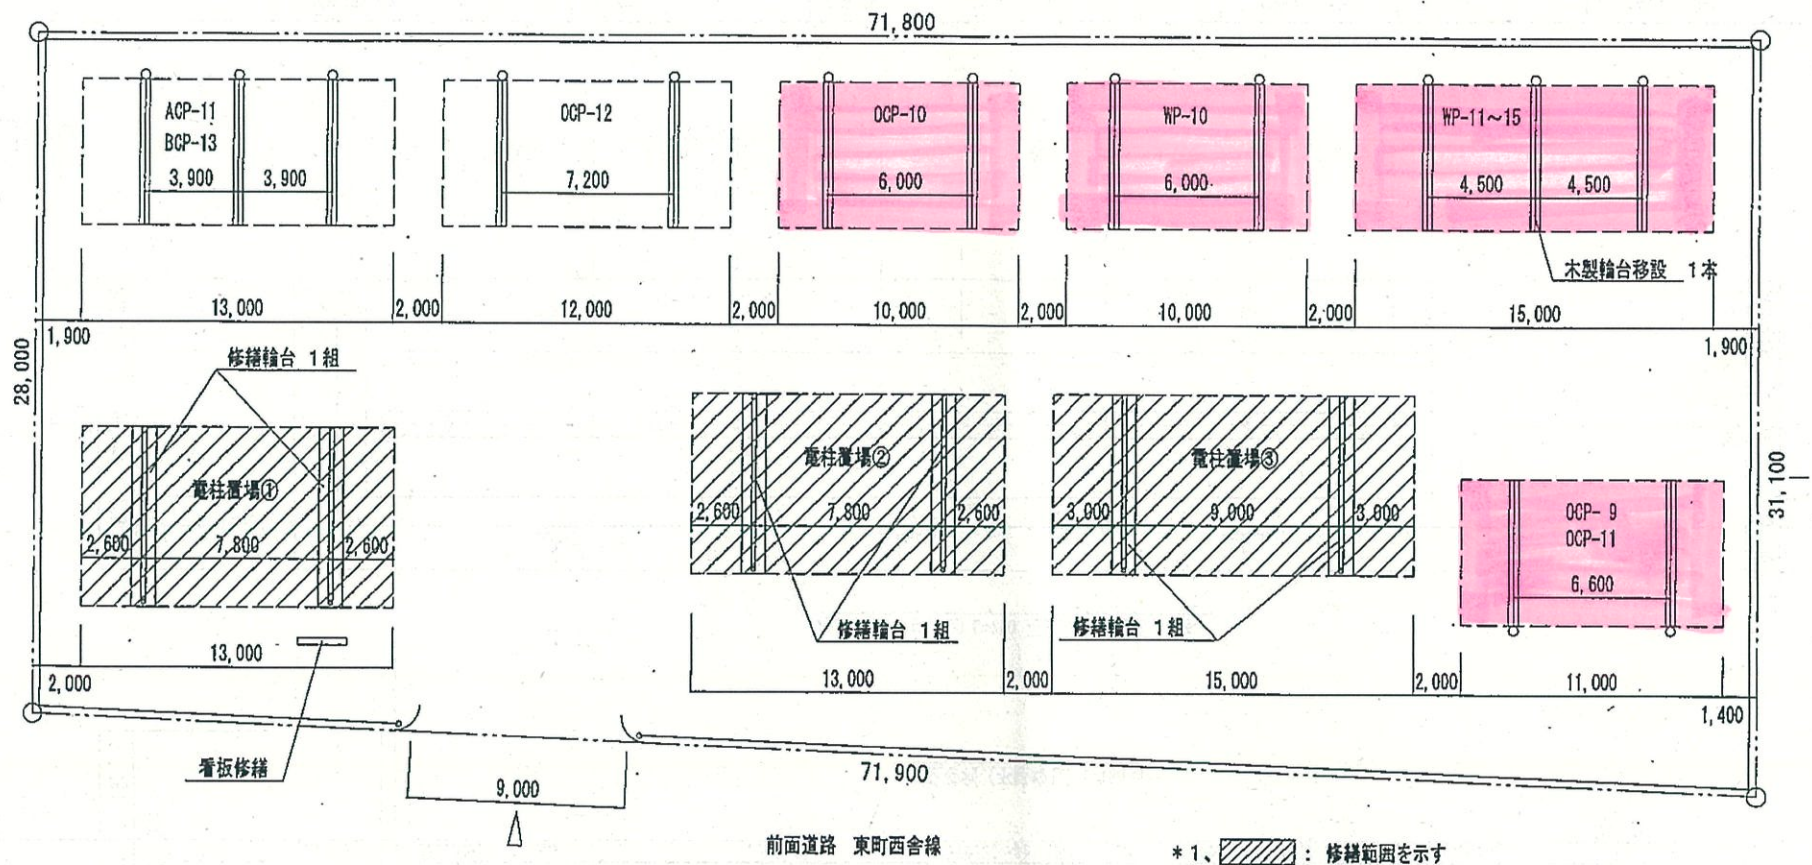 71,800
ACP-11
BCP-13
3,900 3,900
OCP-12
7,200
OCP-10
6,000
WP-10
6,000
WP-11～15
4,500 4,500
木製輪台移設 1本
13,000 2,000 12,000 2,000 10,000 2,000 10,000 2,000 15,000
1,900 1,900
28,000
修繕輪台 1組
電柱置場①
2,600 7,800 2,600
電柱置場②
2,600 7,800 2,600
電柱置場③
3,000 9,000 3,000
OCP- 9
OCP-11
6,600
31,100
修繕輪台 1組
修繕輪台 1組
13,000
2,000
13,000 2,000 15,000 2,000 11,000
1,400
看板修繕
9,000
71,900
前面道路 東町西舎線
*1、 : 修繕範囲を示す